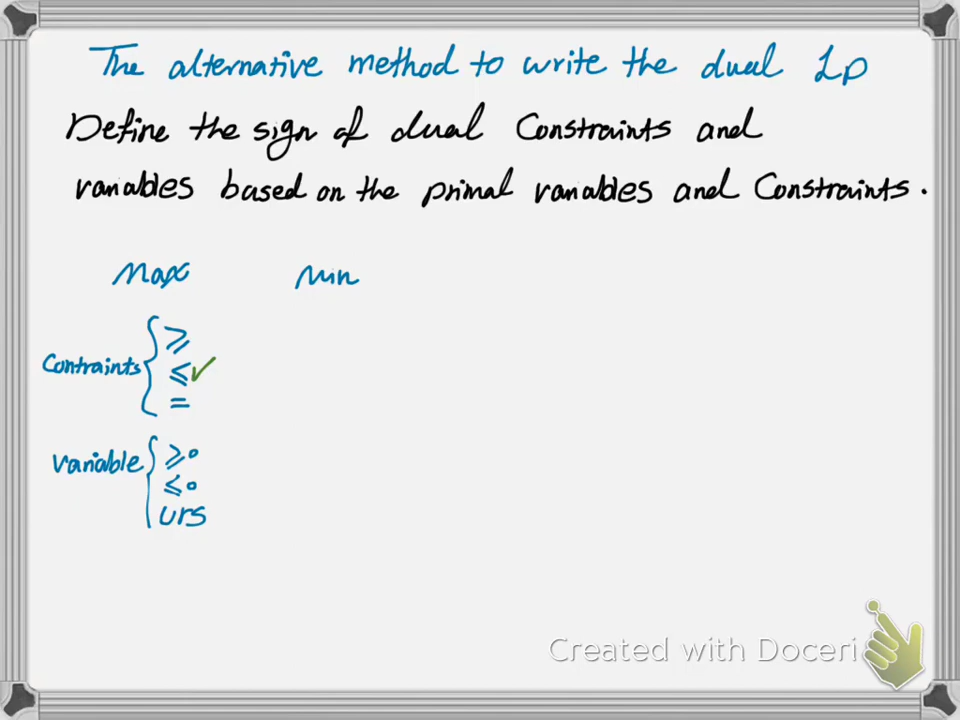 The alternative method to write the dual LP
Define the sign of dual Constraints and
variables based on the primal variables and Constraints.
Max Min
Contraints { ≥
≤ ✓
=
Variable { ≥0
≤0
urs
Created with Doceri